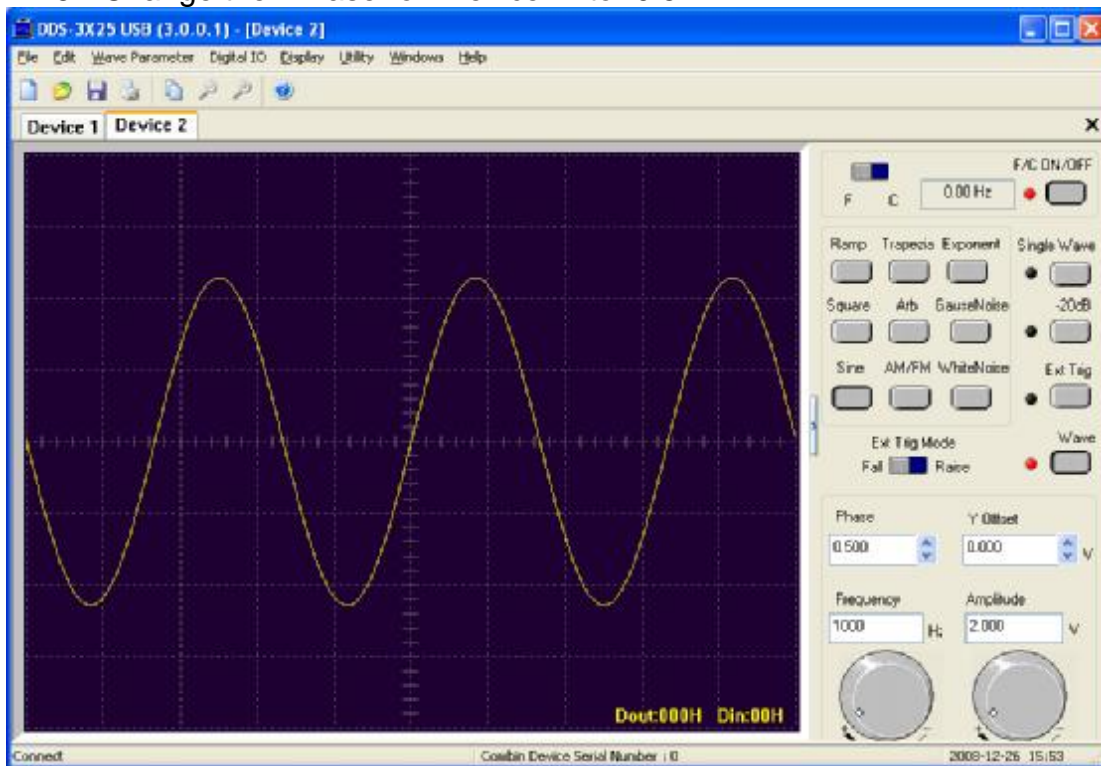 DDS-3X25 USB (3.0.0.1) - [Device 2]
File Edit Wave Parameter Digital IO Display Utility Windows Help
Device 1 Device 2
F/C ON/OFF
F C 0.00 Hz
Ramp Trapezia Exponent Single Wave
Square Arb GauseNoise -20dB
Sine AM/FM WhiteNoise Ext Trig
Ext Trig Mode Wave
Fall Raise
Phase Y Offset
0.500 0.000 V
Frequency Amplitude
1000 Hz 2.000 V
Dout:000H Din:00H
Connect Combin Device Serial Number : 0 2008-12-26 15:53